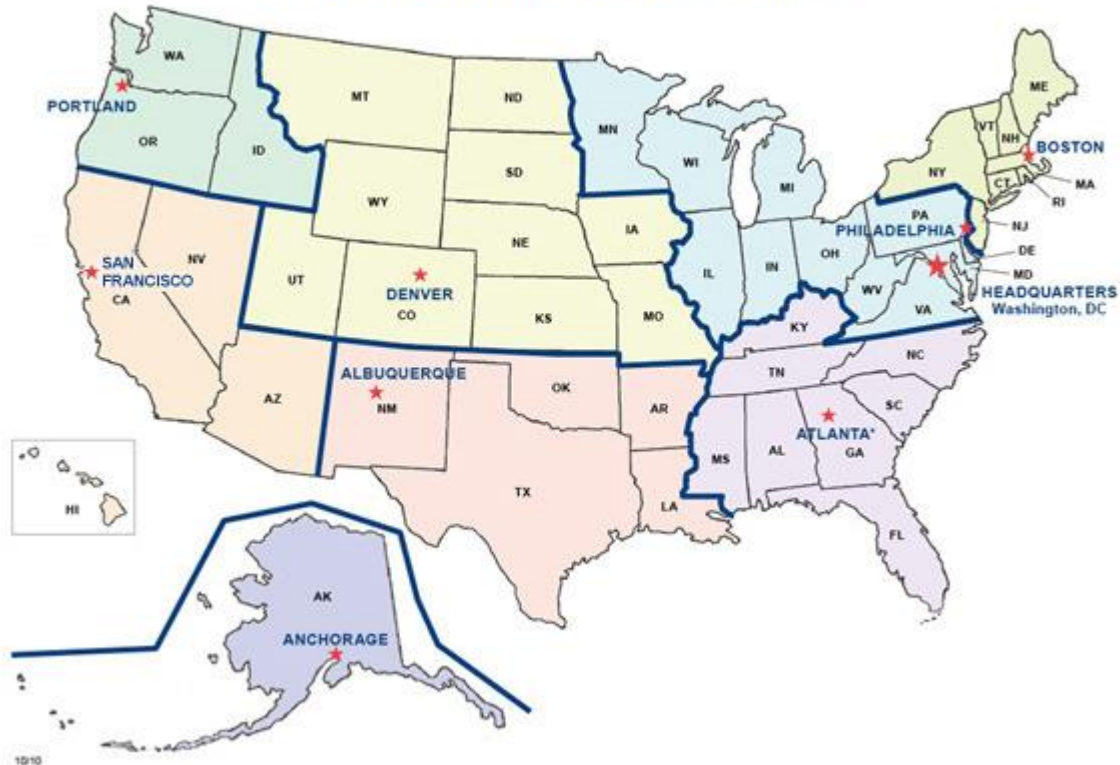 WA
MT
ND
MN
ME
PORTLAND
VT
NH
OR
ID
WI
BOSTON
SD
NY
MI
CT
MA
RI
WY
PA
IA
NE
PHILADELPHIA
NJ
OH
DE
SAN
FRANCISCO
NV
UT
IL
IN
MD
DENVER
WV
HEADQUARTERS
Washington, DC
CA
CO
KS
MO
VA
KY
NC
TN
ALBUQUERQUE
OK
AZ
NM
AR
SC
ATLANTA*
MS
AL
GA
TX
HI
LA
FL
AK
ANCHORAGE
10/10